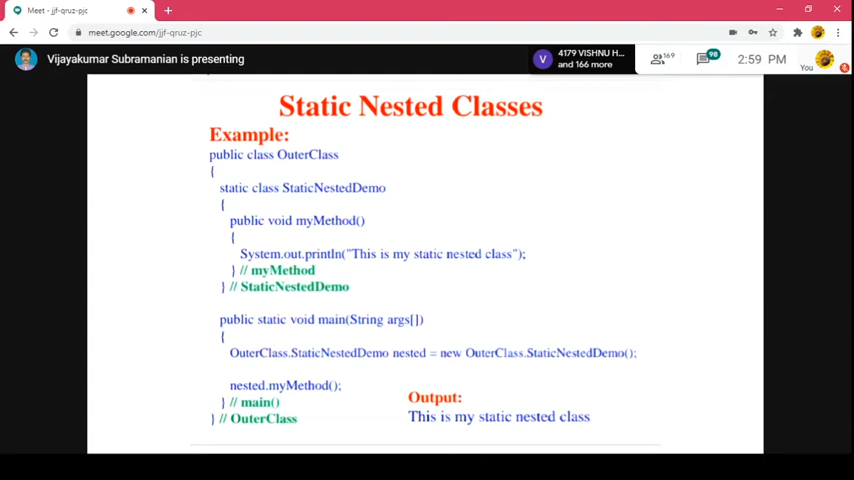 Meet - jjf-qruz-pjc
meet.google.com/jjf-qruz-pjc
Vijayakumar Subramanian is presenting
V
4179 VISHNU H...
and 166 more
169
98
2:59 PM
You
Static Nested Classes
Example:
public class OuterClass
{
static class StaticNestedDemo
{
public void myMethod()
{
System.out.println("This is my static nested class");
} // myMethod
} // StaticNestedDemo
public static void main(String args[])
{
OuterClass.StaticNestedDemo nested = new OuterClass.StaticNestedDemo();
nested.myMethod();
} // main()
} // OuterClass
Output:
This is my static nested class